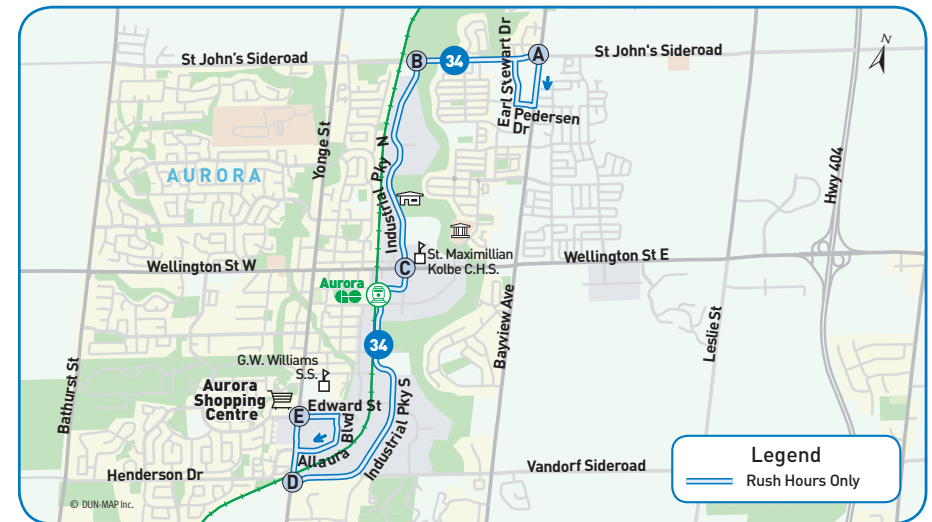 N
St John's Sideroad
B
34
A
St John's Sideroad
Earl Stewart Dr
Pedersen
Dr
Yonge St
Industrial Pky N
AURORA
Hwy 404
St. Maximillian
Kolbe C.H.S.
Wellington St W
C
Wellington St E
Aurora
GO
34
Bayview Ave
Leslie St
Bathurst St
G.W. Williams
S.S.
Aurora
Shopping
Centre
E
Edward St
Allaura
Blvd
Industrial Pky S
Henderson Dr
D
Vandorf Sideroad
Legend
Rush Hours Only
© DUN-MAP Inc.